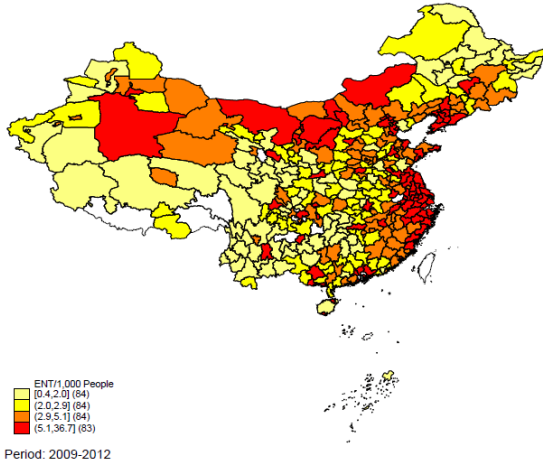 ENT/1,000 People
[0.4,2.0] (84)
(2.0,2.9] (84)
(2.9,5.1] (84)
(5.1,36.7] (83)
Period: 2009-2012